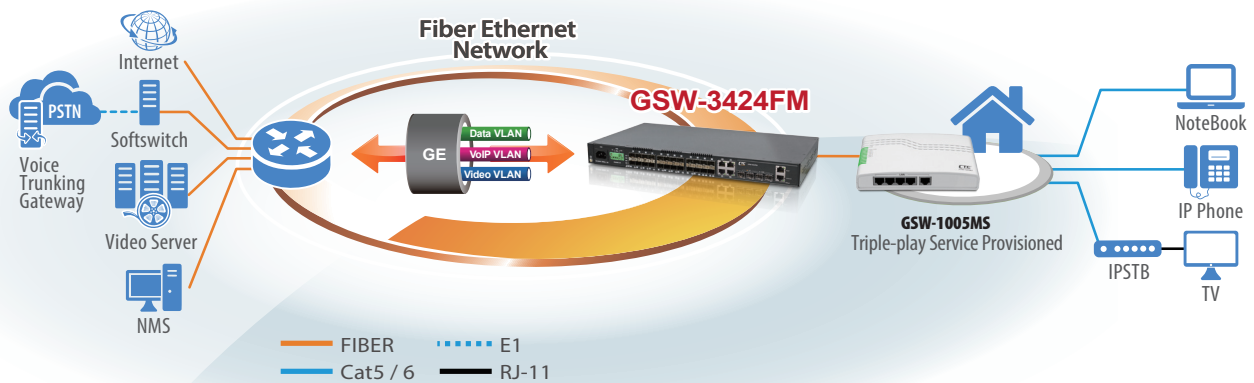 Fiber Ethernet
Network
Internet
PSTN
Softswitch
Voice
Trunking
Gateway
Video Server
NMS
GE
Data VLAN
VoIP VLAN
Video VLAN
GSW-3424FM
CTC
GSW-1005MS
Triple-play Service Provisioned
NoteBook
IP Phone
IPSTB
TV
FIBER
E1
Cat5 / 6
RJ-11